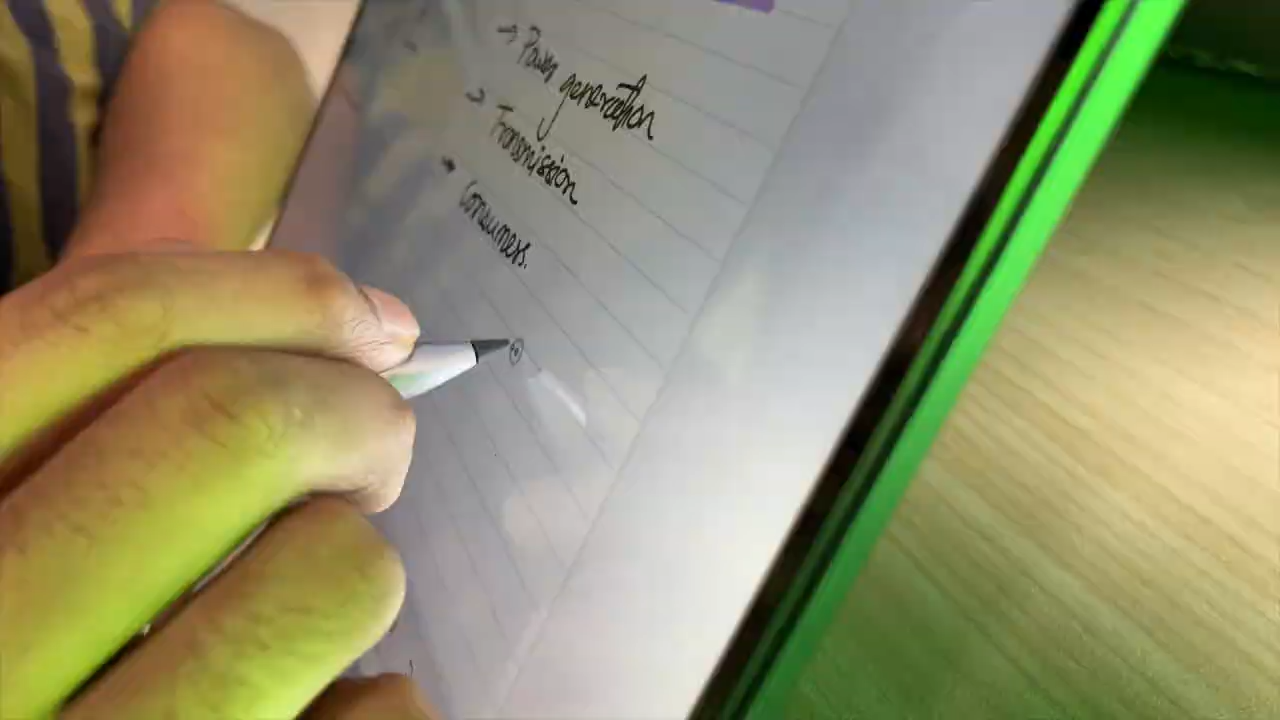 → Power generation
→ Transmission
→ Consumers.